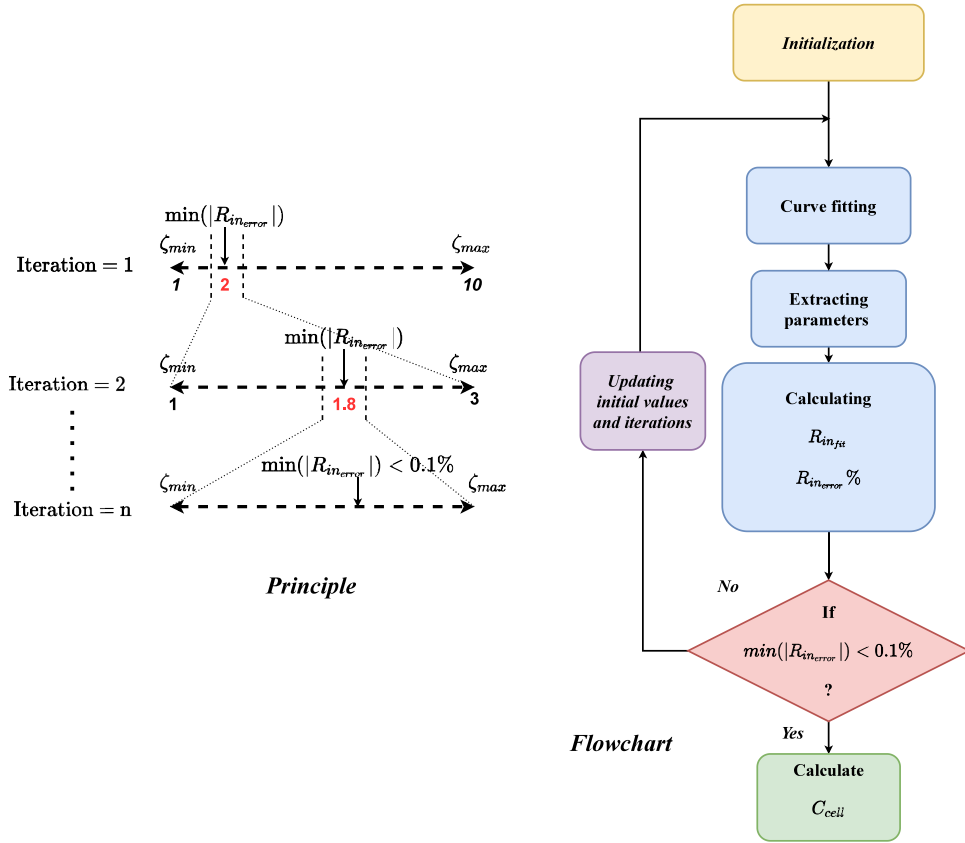 min(|R_{in_{error}}|)
ζ_{min}
ζ_{max}
Iteration = 1
1
2
10
min(|R_{in_{error}}|)
ζ_{min}
ζ_{max}
Iteration = 2
1
1.8
3
min(|R_{in_{error}}|) < 0.1%
ζ_{min}
ζ_{max}
Iteration = n
Principle
Initialization
Curve fitting
Extracting
parameters
Updating
initial values
and iterations
Calculating
R_{in_{fit}}
R_{in_{error}}%
No
If
min(|R_{in_{error}}|) < 0.1%
?
Yes
Flowchart
Calculate
C_{cell}